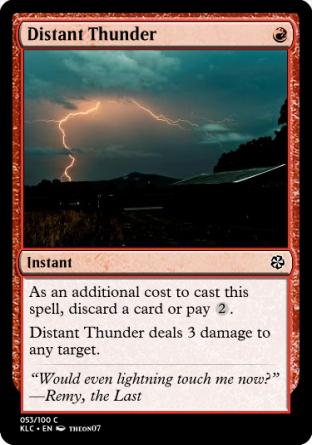 Distant Thunder
Instant
As an additional cost to cast this
spell, discard a card or pay 2.
Distant Thunder deals 3 damage to
any target.
“Would even lightning touch me now?”
—Remy, the Last
053/100 C
KLC • EN THEON07